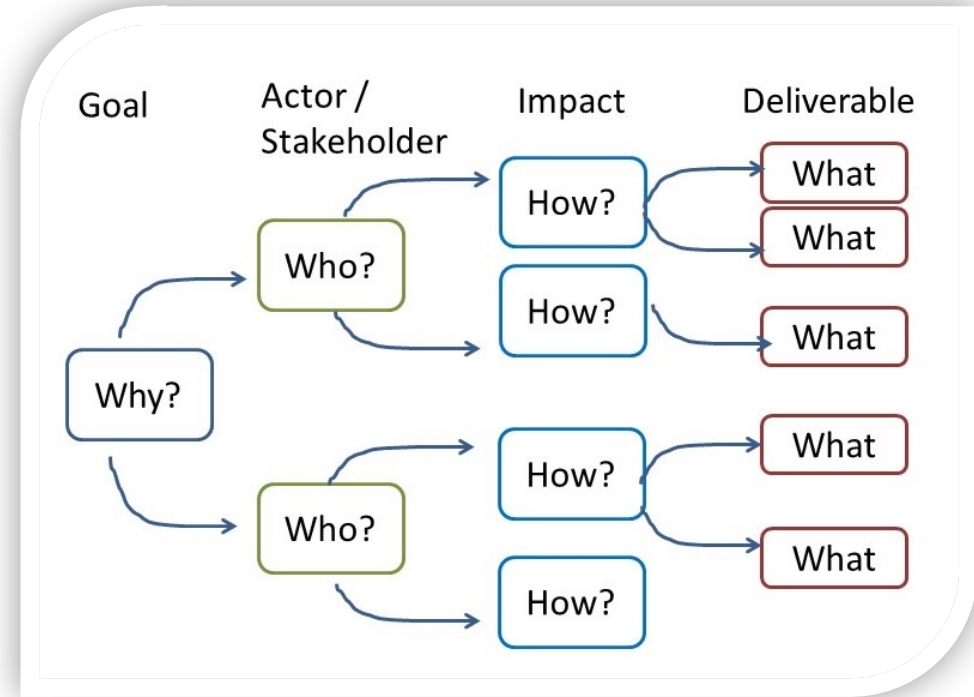 Goal
Actor /
Stakeholder
Impact
Deliverable
Why?
Who?
Who?
How?
How?
How?
How?
What
What
What
What
What